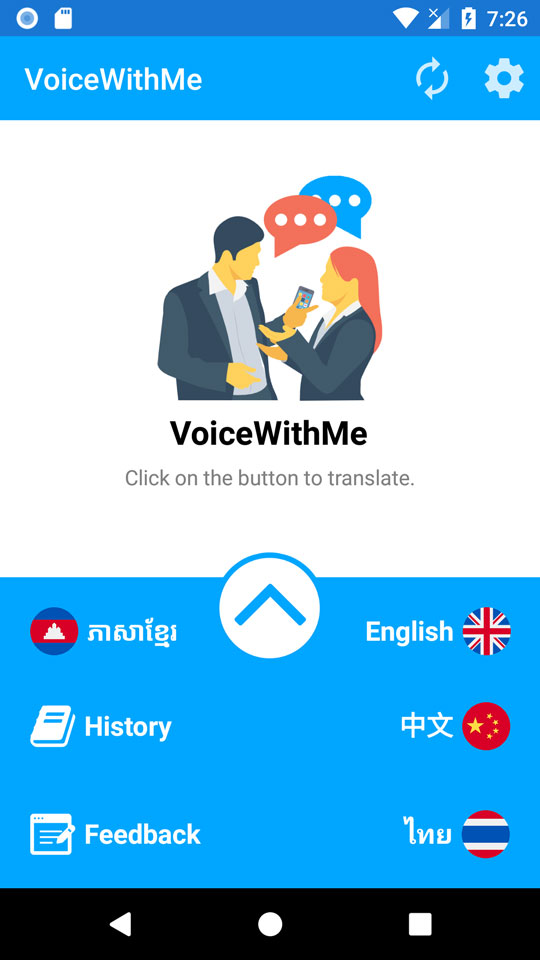 7:26
VoiceWithMe
VoiceWithMe
Click on the button to translate.
ភាសាខ្មែរ
English
History
中文
Feedback
ไทย